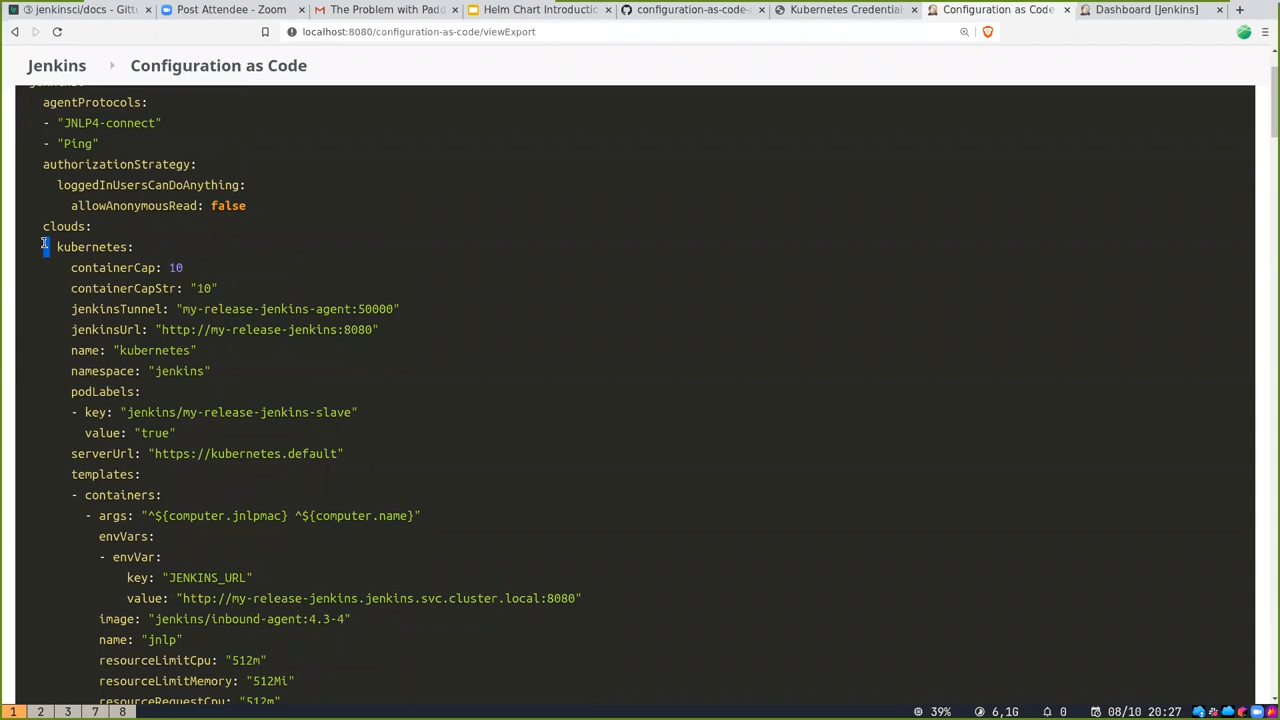 ③ jenkinsci/docs - Gitte
Post Attendee - Zoom
The Problem with Padd
Helm Chart Introductio
configuration-as-code-
Kubernetes Credentia
Configuration as Code
Dashboard [Jenkins]
localhost:8080/configuration-as-code/viewExport
Jenkins
Configuration as Code
agentProtocols:
- "JNLP4-connect"
- "Ping"
authorizationStrategy:
loggedInUsersCanDoAnything:
allowAnonymousRead: false
clouds:
- kubernetes:
containerCap: 10
containerCapStr: "10"
jenkinsTunnel: "my-release-jenkins-agent:50000"
jenkinsUrl: "http://my-release-jenkins:8080"
name: "kubernetes"
namespace: "jenkins"
podLabels:
- key: "jenkins/my-release-jenkins-slave"
value: "true"
serverUrl: "https://kubernetes.default"
templates:
- containers:
- args: "^${computer.jnlpmac} ^${computer.name}"
envVars:
- envVar:
key: "JENKINS_URL"
value: "http://my-release-jenkins.jenkins.svc.cluster.local:8080"
image: "jenkins/inbound-agent:4.3-4"
name: "jnlp"
resourceLimitCpu: "512m"
resourceLimitMemory: "512Mi"
resourceRequestCpu: "512m"
1 2 3 7 8
39% 6,1G 0 08/10 20:27